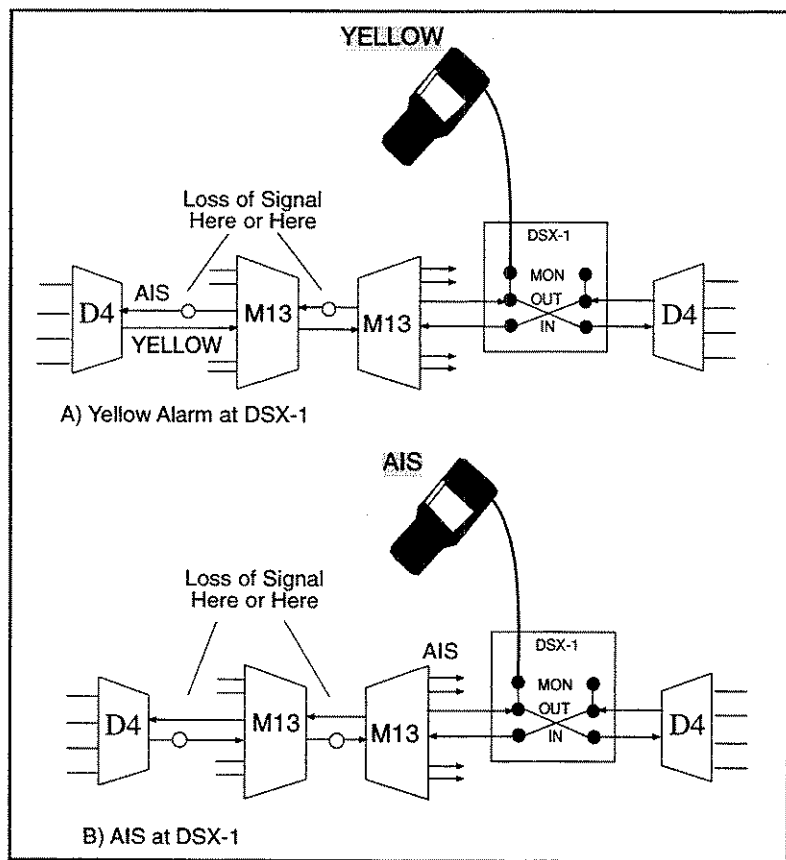 YELLOW
Loss of Signal
Here or Here
DSX-1
MON
OUT
IN
D4
AIS
YELLOW
M13
M13
D4
A) Yellow Alarm at DSX-1
AIS
Loss of Signal
Here or Here
AIS
DSX-1
MON
OUT
IN
D4
M13
M13
D4
B) AIS at DSX-1